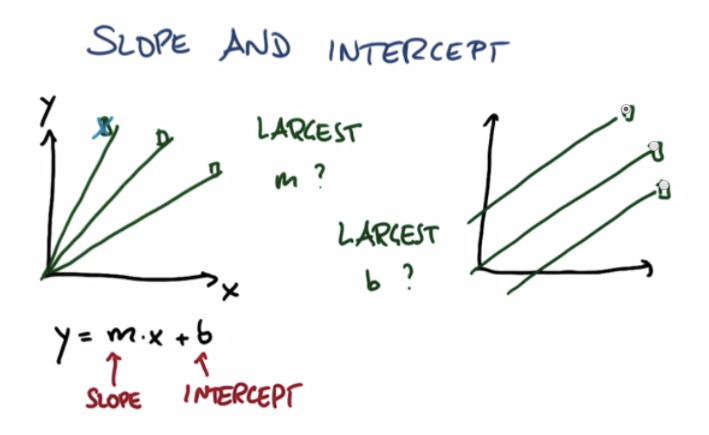 SLOPE AND INTERCEPT
Y
X
LARGEST
m ?
LARGEST
b ?
y = m·x + b
SLOPE
INTERCEPT